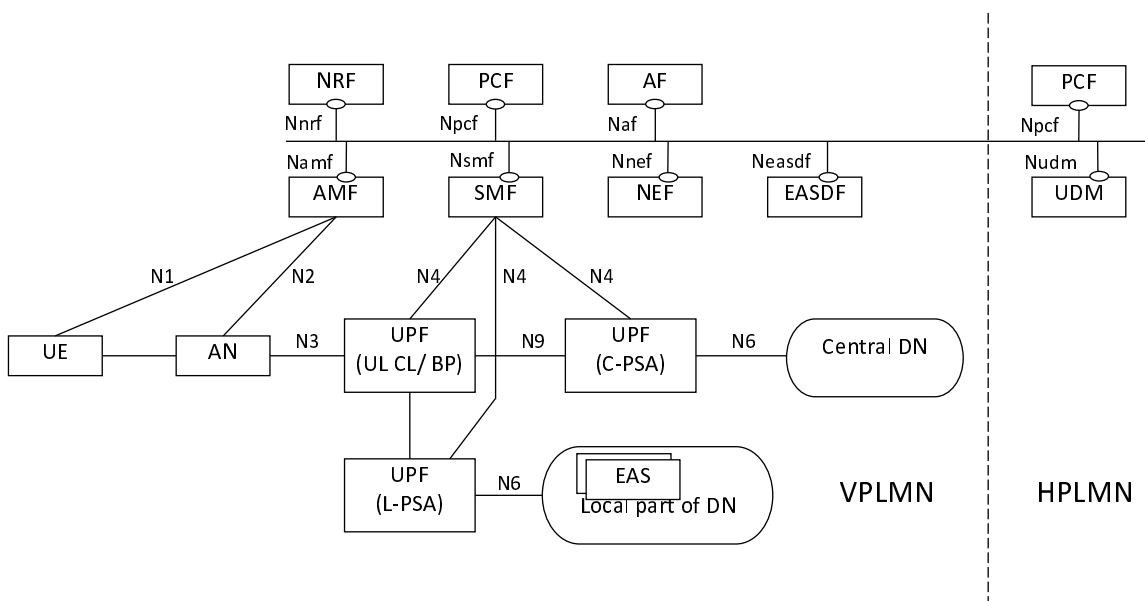 NRF
PCF
AF
PCF
Nnrf
Npcf
Naf
Npcf
Namf
Nsmf
Nnef
Neasdf
Nudm
AMF
SMF
NEF
EASDF
UDM
N1
N2
N4
N4
N4
UE
AN
N3
UPF
(UL CL/ BP)
N9
UPF
(C-PSA)
N6
Central DN
UPF
(L-PSA)
N6
EAS
Local part of DN
VPLMN
HPLMN